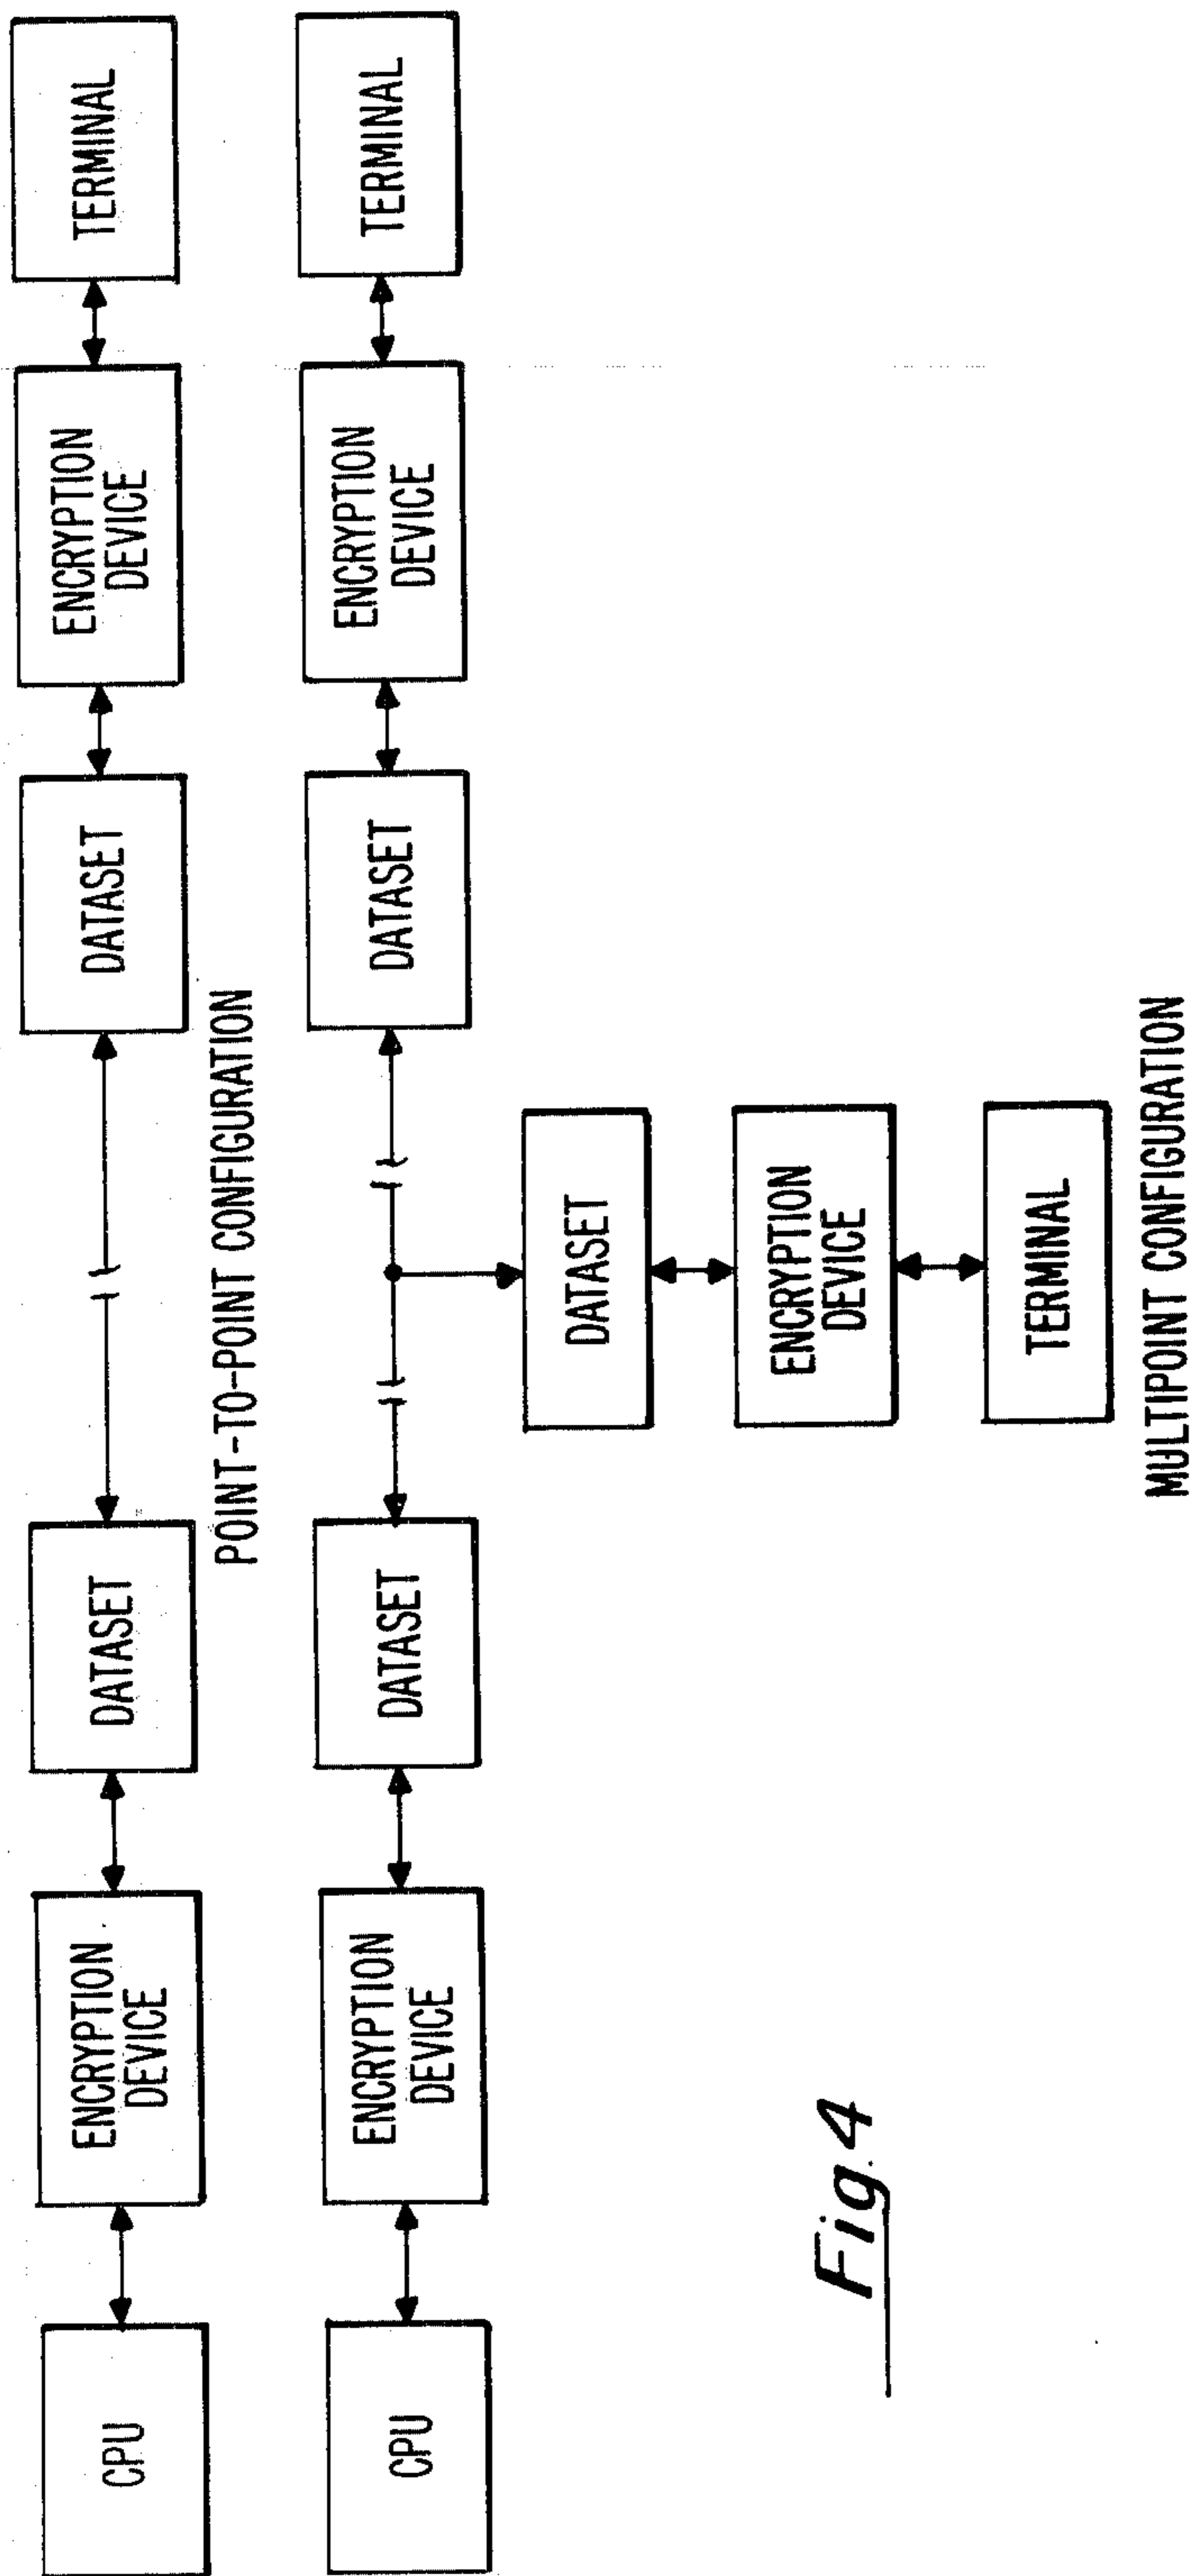 CPU
ENCRYPTION
DEVICE
DATASET
DATASET
ENCRYPTION
DEVICE
TERMINAL
POINT-TO-POINT CONFIGURATION
CPU
ENCRYPTION
DEVICE
DATASET
DATASET
ENCRYPTION
DEVICE
TERMINAL
DATASET
ENCRYPTION
DEVICE
TERMINAL
MULTIPOINT CONFIGURATION
Fig. 4